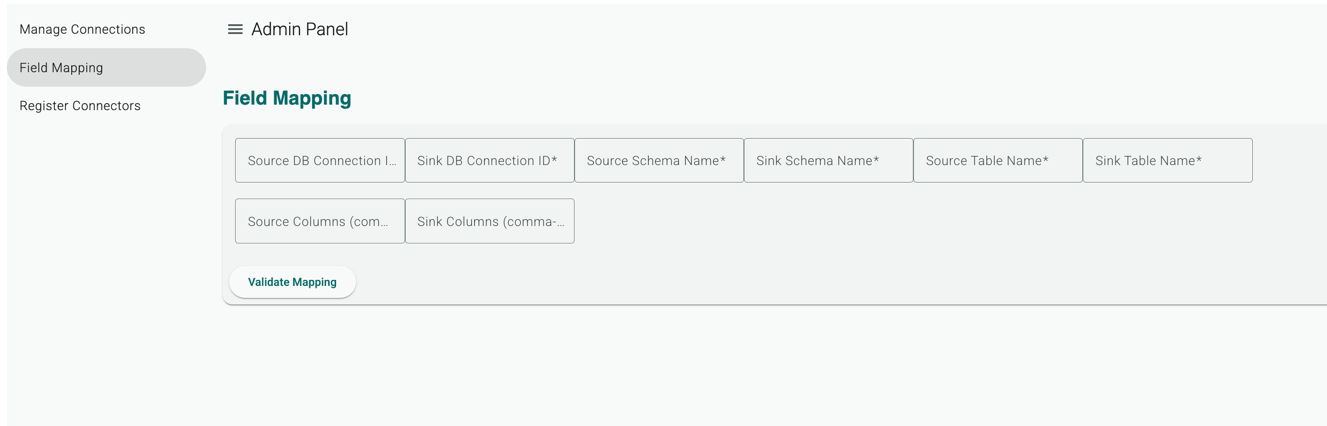 Manage Connections
Field Mapping
Register Connectors
Admin Panel
Field Mapping
Source DB Connection I...
Sink DB Connection ID*
Source Schema Name*
Sink Schema Name*
Source Table Name*
Sink Table Name*
Source Columns (com...
Sink Columns (comma-...
Validate Mapping